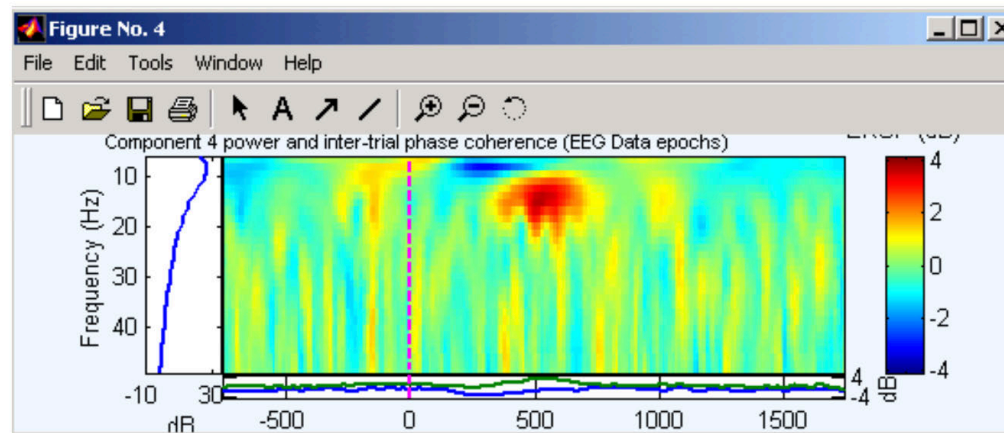 Figure No. 4
File Edit Tools Window Help
A
Component 4 power and inter-trial phase coherence (EEG Data epochs)
Frequency (Hz)
10
20
30
40
4
2
0
-2
-4
-10 30
dB
4
-4
dB
-500 0 500 1000 1500